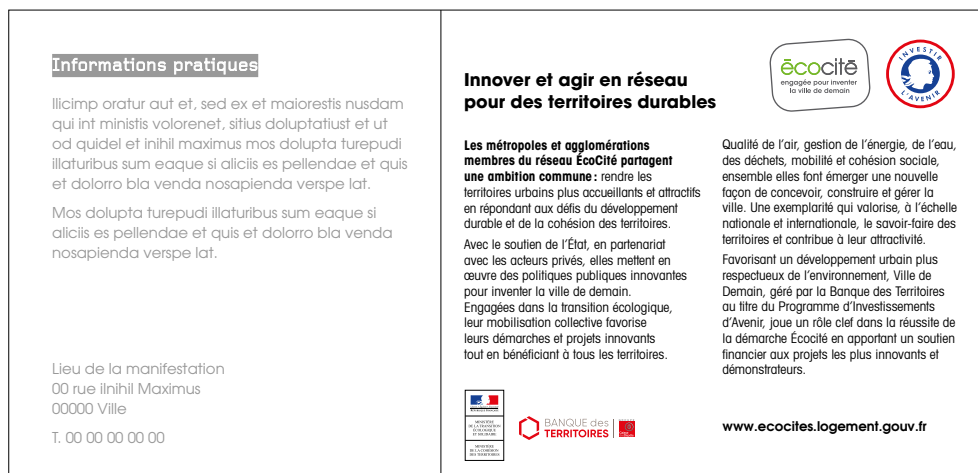 Informations pratiques
Ilicimp oratur aut et, sed ex et maiorestis nusdam
qui int ministis volorenet, sitius doluptatiust et ut
od quidel et inihil maximus mos dolupta turepudi
illaturibus sum eaque si aliciis es pellendae et quis
et dolorro bla venda nosapienda verspe lat.
Mos dolupta turepudi illaturibus sum eaque si
aliciis es pellendae et quis et dolorro bla venda
nosapienda verspe lat.
Lieu de la manifestation
00 rue ilnihil Maximus
00000 Ville
T. 00 00 00 00 00
Innover et agir en réseau
pour des territoires durables
ēcocitē
engagée pour inventer
la ville de demain
INVESTIR
L'AVENIR
Les métropoles et agglomérations
membres du réseau ÉcoCité partagent
une ambition commune : rendre les
territoires urbains plus accueillants et attractifs
en répondant aux défis du développement
durable et de la cohésion des territoires.
Avec le soutien de l'État, en partenariat
avec les acteurs privés, elles mettent en
œuvre des politiques publiques innovantes
pour inventer la ville de demain.
Engagées dans la transition écologique,
leur mobilisation collective favorise
leurs démarches et projets innovants
tout en bénéficiant à tous les territoires.
Qualité de l'air, gestion de l'énergie, de l'eau,
des déchets, mobilité et cohésion sociale,
ensemble elles font émerger une nouvelle
façon de concevoir, construire et gérer la
ville. Une exemplarité qui valorise, à l'échelle
nationale et internationale, le savoir-faire des
territoires et contribue à leur attractivité.
Favorisant un développement urbain plus
respectueux de l'environnement, Ville de
Demain, géré par la Banque des Territoires
au titre du Programme d'Investissements
d'Avenir, joue un rôle clef dans la réussite de
la démarche Écocité en apportant un soutien
financier aux projets les plus innovants et
démonstrateurs.
MINISTÈRE
DE LA TRANSITION
ÉCOLOGIQUE
ET SOLIDAIRE
MINISTÈRE
DE LA COHÉSION
DES TERRITOIRES
BANQUE des
TERRITOIRES
www.ecocites.logement.gouv.fr